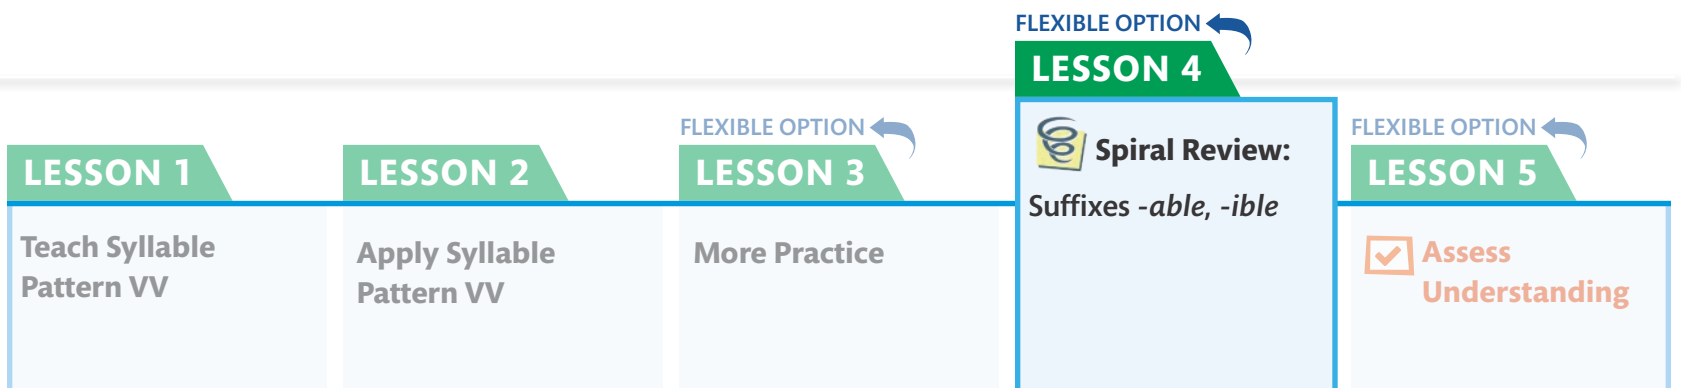 LESSON 1
Teach Syllable
Pattern VV
LESSON 2
Apply Syllable
Pattern VV
FLEXIBLE OPTION
LESSON 3
More Practice
FLEXIBLE OPTION
LESSON 4
Spiral Review:
Suffixes -able, -ible
FLEXIBLE OPTION
LESSON 5
Assess
Understanding